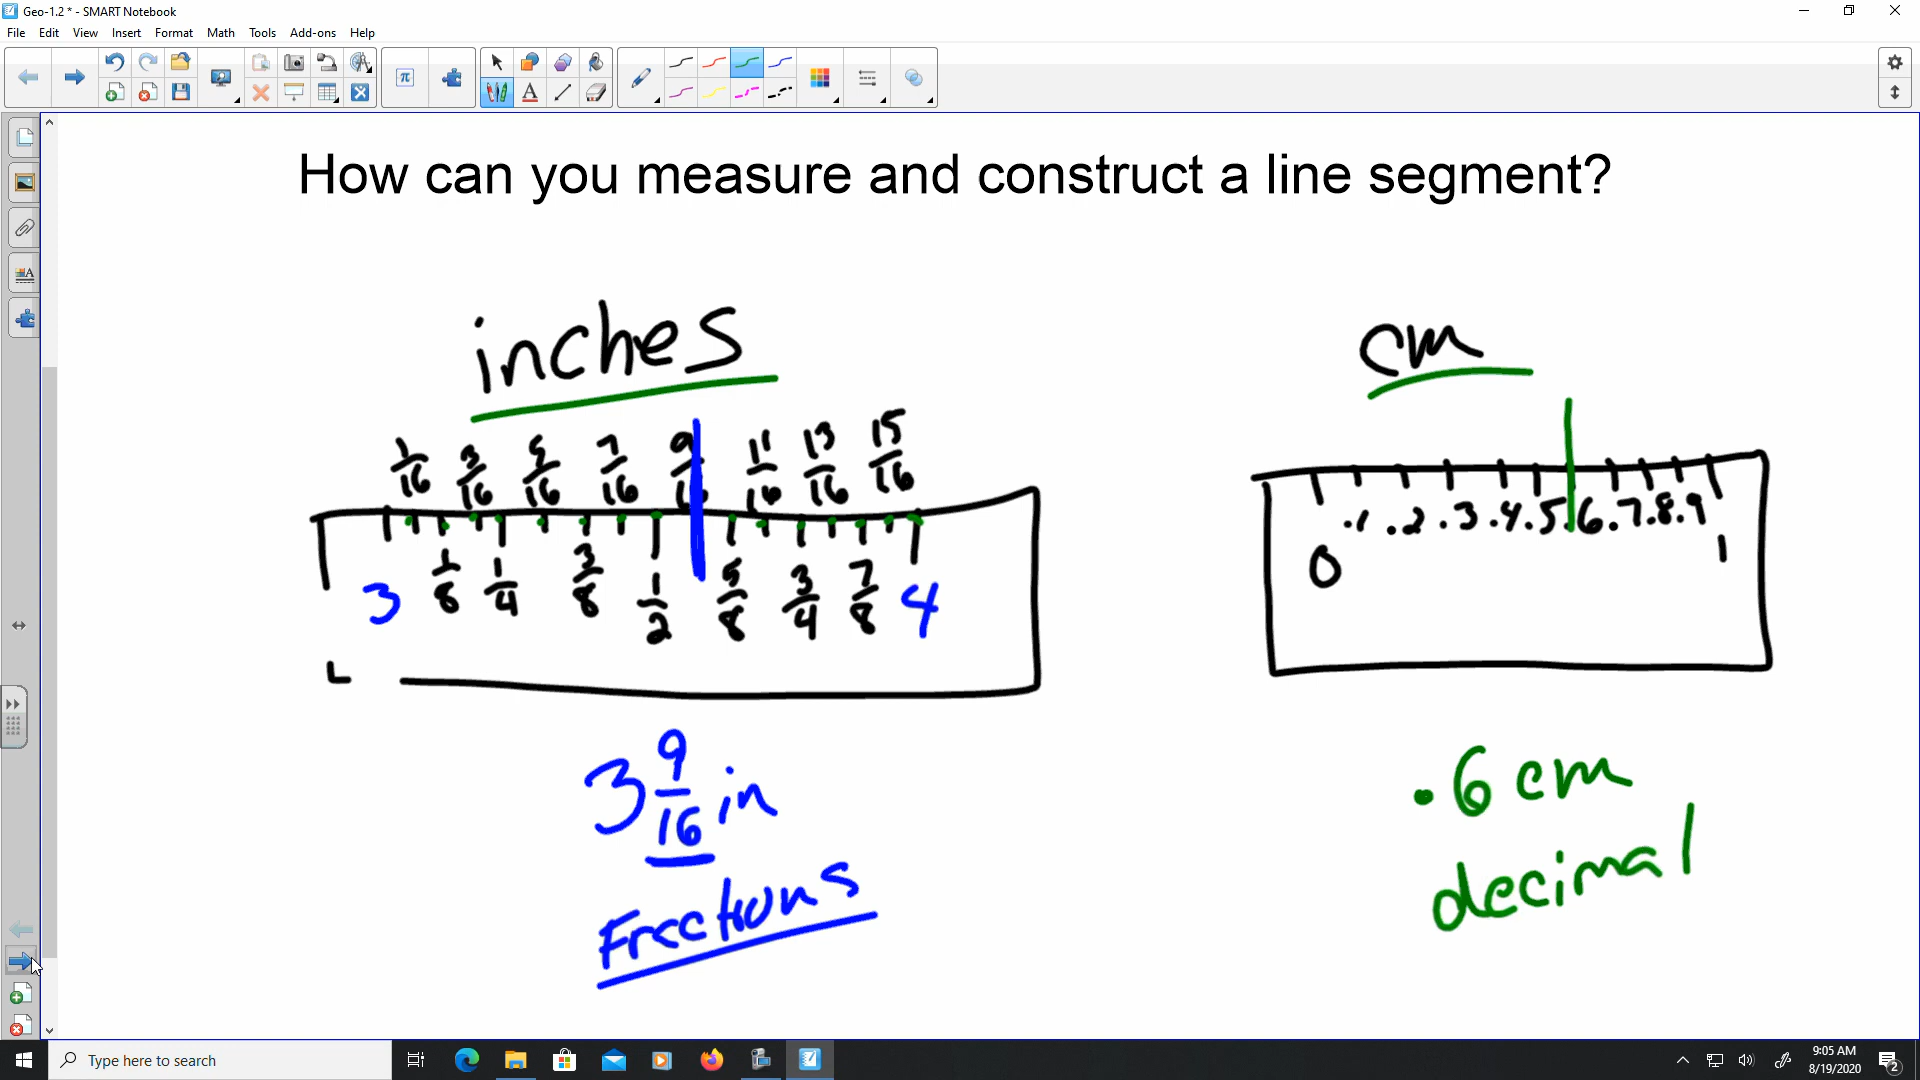 Geo-1.2 * - SMART Notebook
File Edit View Insert Format Math Tools Add-ons Help
π
A
How can you measure and construct a line segment?
inches
cm
1/16 3/16 5/16 7/16 9/16 11/16 13/16 15/16
3 1/8 1/4 3/8 1/2 5/8 3/4 7/8 4
.1 .2 .3 .4 .5 .6 .7 .8 .9
0 1
3 9/16 in
Fractions
.6 cm
decimal
Type here to search
9:05 AM
8/19/2020
2